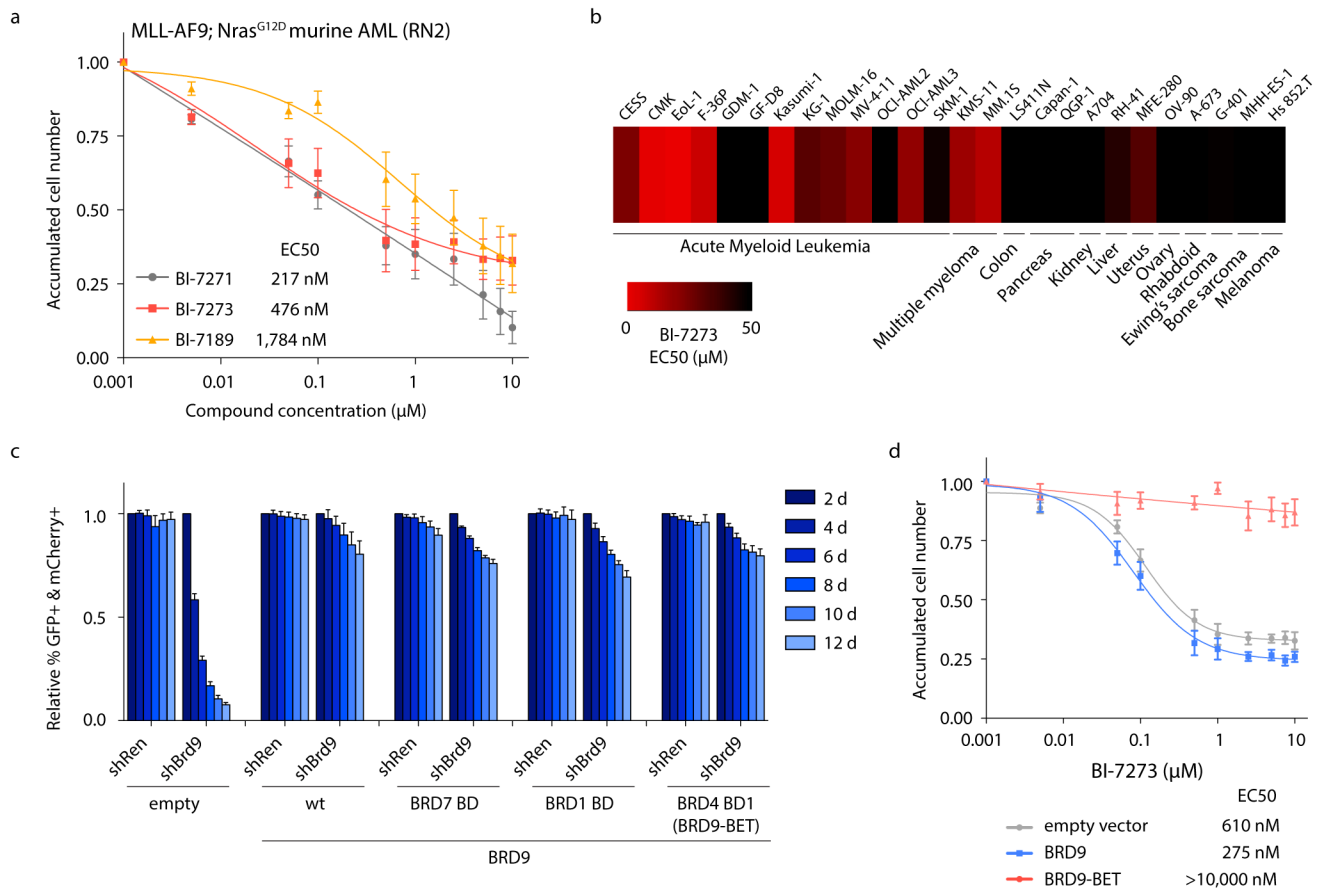 a
MLL-AF9; NrasG12D murine AML (RN2)
Accumulated cell number
1.00
0.75
0.50
0.25
0.00
0.001
0.01
0.1
1
10
Compound concentration (µM)
EC50
BI-7271 217 nM
BI-7273 476 nM
BI-7189 1,784 nM
b
CESS
CMK
EoL-1
F-36P
GDM-1
GF-D8
Kasumi-1
KG-1
MOLM-16
MV-4-11
OCI-AML2
OCI-AML3
SKM-1
KMS-11
MM.1S
LS411N
Capan-1
QGP-1
A704
RH-41
MFE-280
OV-90
A-673
G-401
MHH-ES-1
Hs 852.T
Acute Myeloid Leukemia
Multiple myeloma
Colon
Pancreas
Kidney
Liver
Uterus
Ovary
Rhabdoid
Ewing's sarcoma
Bone sarcoma
Melanoma
0
50
BI-7273
EC50 (µM)
c
Relative % GFP+ & mCherry+
1.0
0.5
0.0
2 d
4 d
6 d
8 d
10 d
12 d
shRen
shBrd9
shRen
shBrd9
shRen
shBrd9
shRen
shBrd9
shRen
shBrd9
empty
wt
BRD7 BD
BRD1 BD
BRD4 BD1
(BRD9-BET)
BRD9
d
Accumulated cell number
1.00
0.75
0.50
0.25
0.00
0.001
0.01
0.1
1
10
BI-7273 (µM)
EC50
empty vector 610 nM
BRD9 275 nM
BRD9-BET >10,000 nM